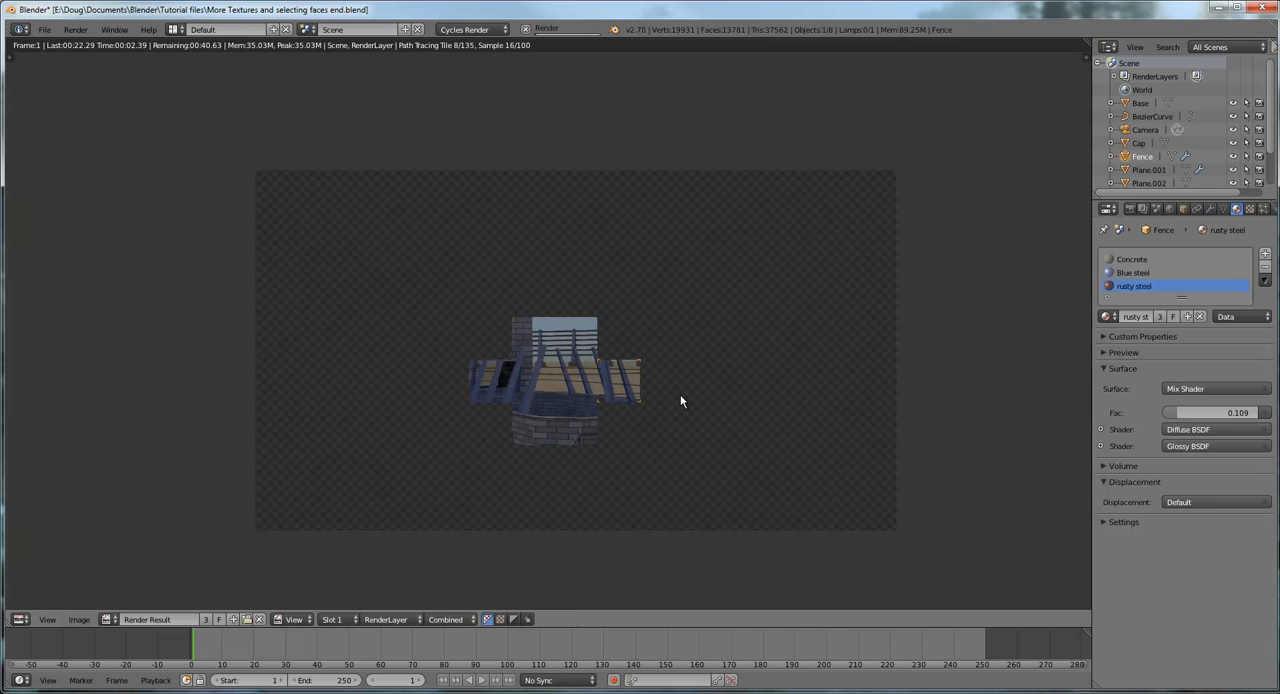 Blender* [E:\Doug\Documents\Blender\Tutorial files\More Textures and selecting faces end.blend]
File Render Window Help Default Scene Cycles Render Render v2.70 | Verts:19931 | Faces:13781 | Tris:37562 | Objects:1/8 | Lamps:0/1 | Mem:89.25M | Fence
View Search All Scenes
Frame:1 | Last:00:22.29 Time:00:02.39 | Remaining:00:40.63 | Mem:35.03M, Peak:35.03M | Scene, RenderLayer | Path Tracing Tile 8/135, Sample 16/100
Scene
RenderLayers
World
Base
BezierCurve
Camera
Cap
Fence
Plane.001
Plane.002
Fence rusty steel
Concrete
Blue steel
rusty steel
rusty st 3 F Data
Custom Properties
Preview
Surface
Surface: Mix Shader
Fac: 0.109
Shader: Diffuse BSDF
Shader: Glossy BSDF
Volume
Displacement
Displacement: Default
Settings
View Image Render Result 3 F View Slot 1 RenderLayer Combined
-50 -40 -30 -20 -10 0 10 20 30 40 50 60 70 80 90 100 110 120 130 140 150 160 170 180 190 200 210 220 230 240 250 260 270 280
View Marker Frame Playback Start: 1 End: 250 1 No Sync